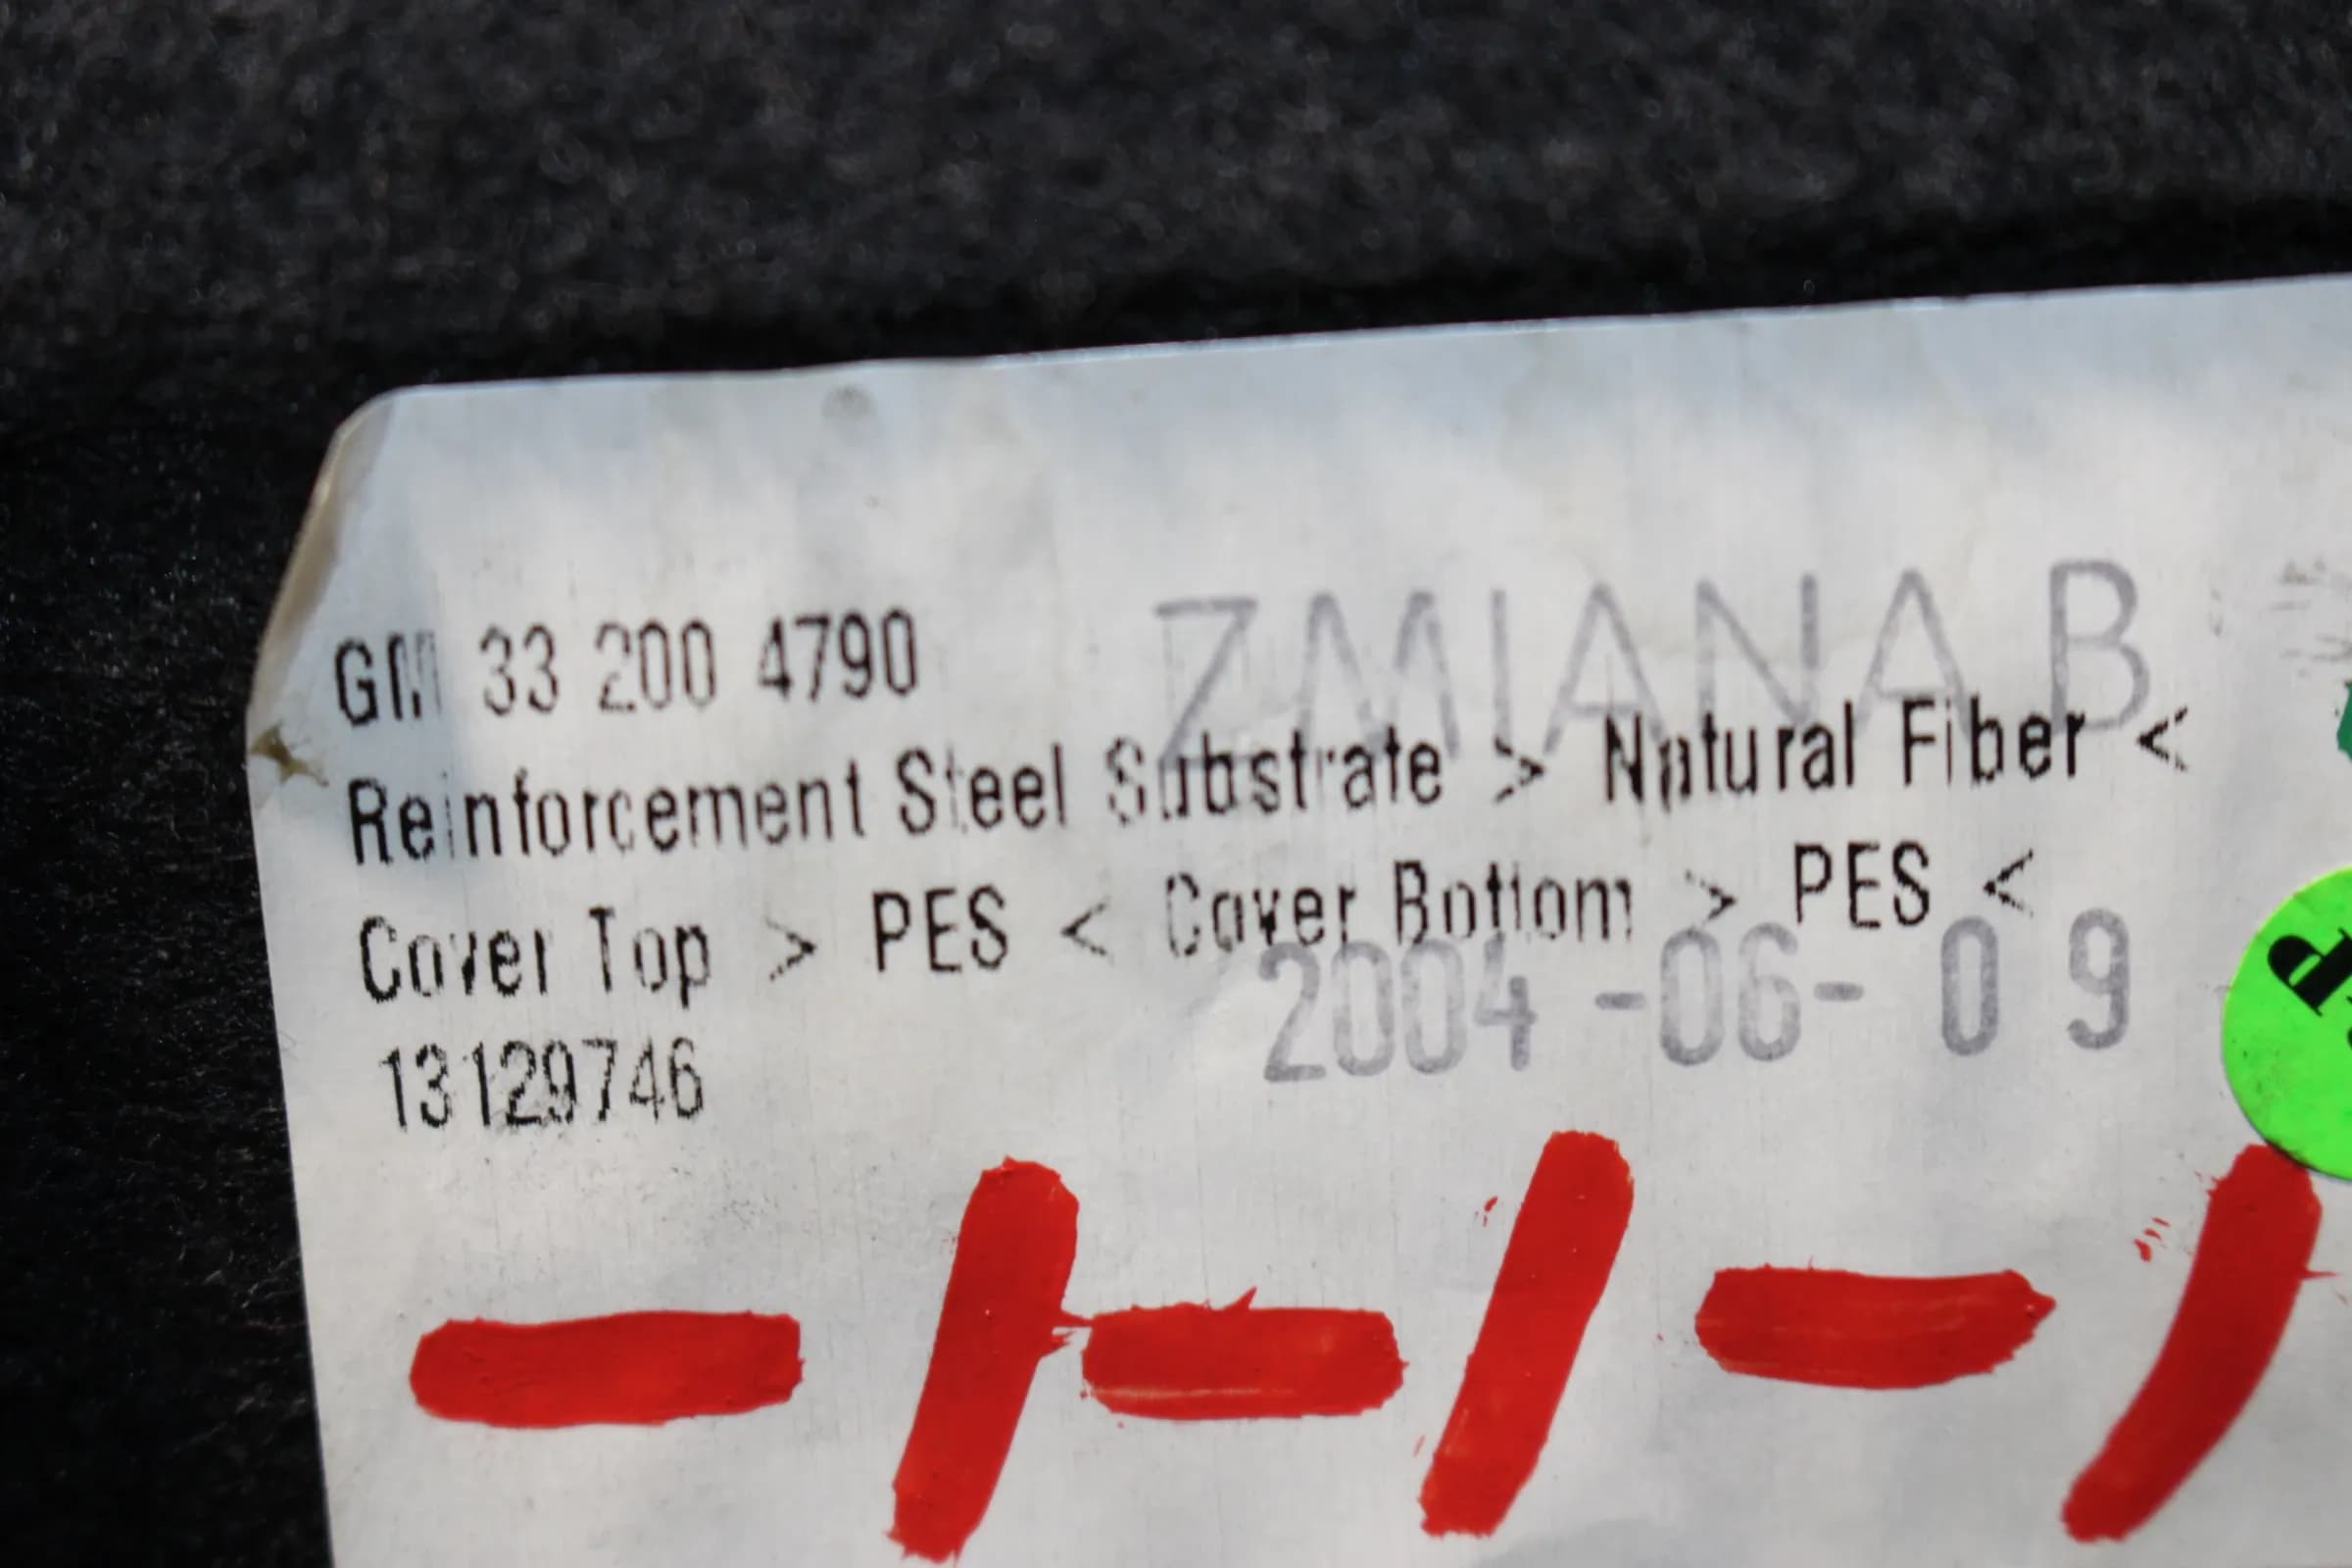 GM 33 200 4790
ZMIANA B
Reinforcement Steel Substrate > Natural Fiber <
Cover Top > PES < Cover Bottom > PES <
2004-06-09
13129746